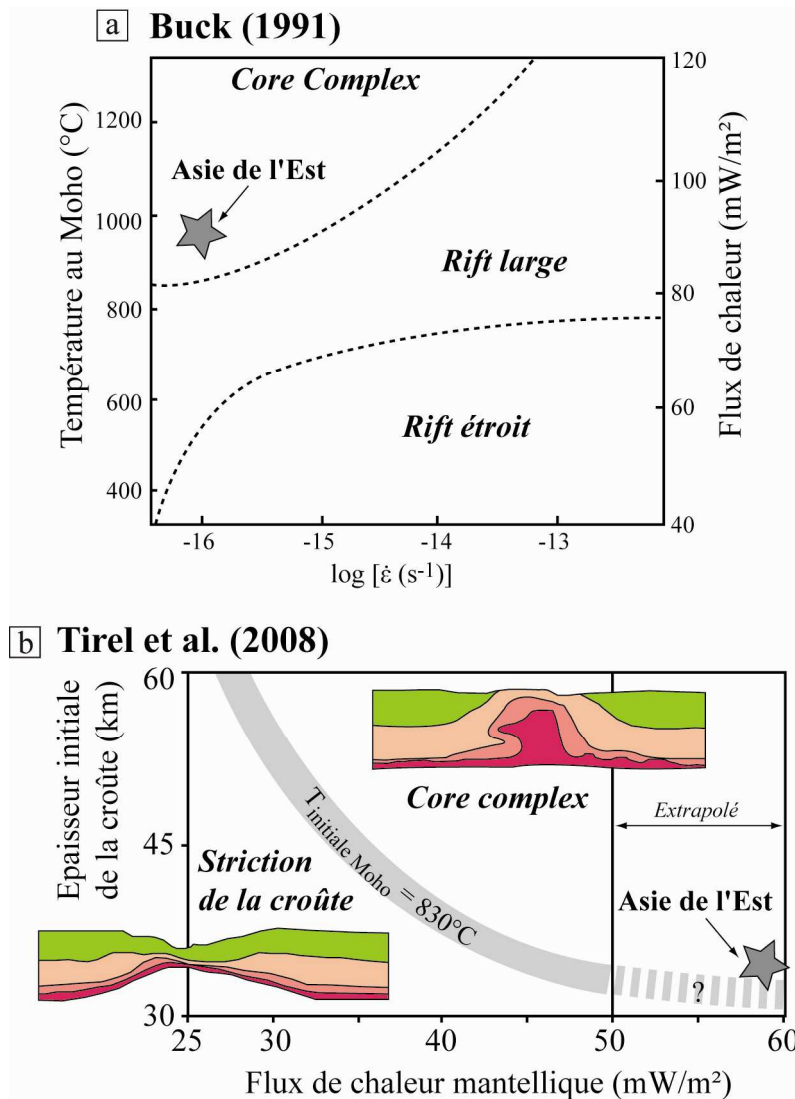 a Buck (1991)
Température au Moho (°C)
1200
1000
800
600
400
Core Complex
Asie de l'Est
Rift large
Rift étroit
120
100
80
60
40
Flux de chaleur (mW/m²)
-16
-15
-14
-13
log [ε̇ (s⁻¹)]
b Tirel et al. (2008)
Epaisseur initiale
de la croûte (km)
60
45
30
Core complex
Extrapolé
Striction
de la croûte
T initiale Moho = 830°C
Asie de l'Est
?
25
30
40
50
60
Flux de chaleur mantellique (mW/m²)